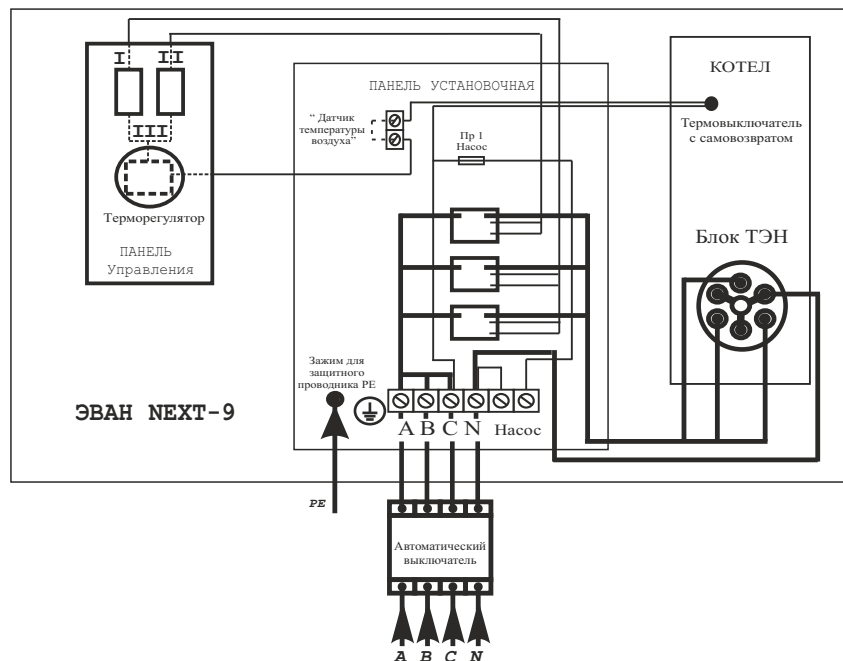 I II
III
Терморегулятор
ПАНЕЛЬ
Управления
ПАНЕЛЬ УСТАНОВОЧНАЯ
“ Датчик
температуры
воздуха”
Пр 1
Насос
КОТЕЛ
Термовыключатель
с самовозвратом
Блок ТЭН
Зажим для
защитного
проводника РЕ
ЭВАН NEXT-9
A B C N Насос
PE
Автоматический
выключатель
A B C N